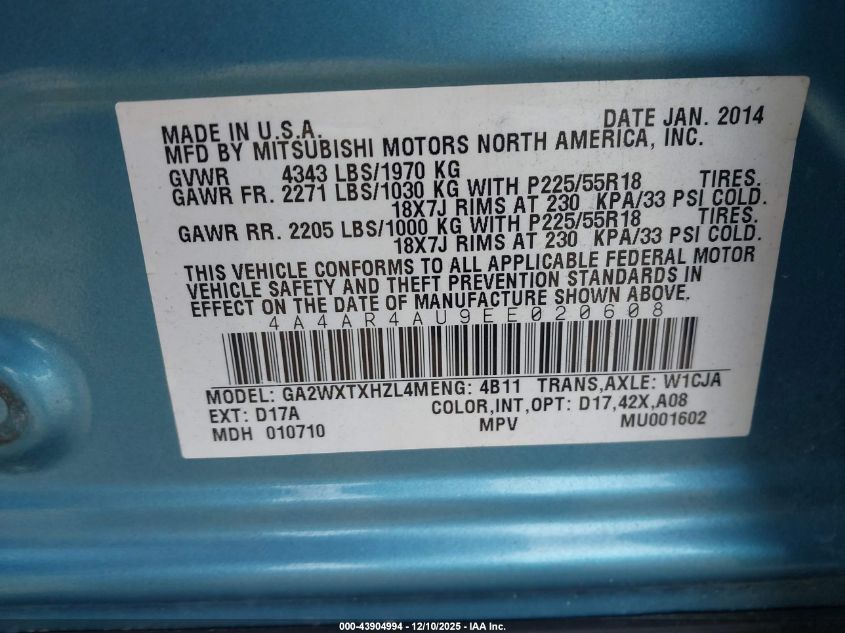 MADE IN U.S.A. DATE JAN. 2014
MFD BY MITSUBISHI MOTORS NORTH AMERICA, INC.
GVWR 4343 LBS/1970 KG
GAWR FR. 2271 LBS/1030 KG WITH P225/55R18 TIRES.
18X7J RIMS AT 230 KPA/33 PSI COLD.
GAWR RR. 2205 LBS/1000 KG WITH P225/55R18 TIRES.
18X7J RIMS AT 230 KPA/33 PSI COLD.
THIS VEHICLE CONFORMS TO ALL APPLICABLE FEDERAL MOTOR
VEHICLE SAFETY AND THEFT PREVENTION STANDARDS IN
EFFECT ON THE DATE OF MANUFACTURE SHOWN ABOVE.
4A4AR4AU9EE020608
MODEL: GA2WXTXHZL4MENG: 4B11 TRANS,AXLE: W1CJA
EXT: D17A COLOR,INT,OPT: D17,42X,A08
MDH 010710 MPV MU001602
000-43904994 - 12/10/2025 - IAA Inc.